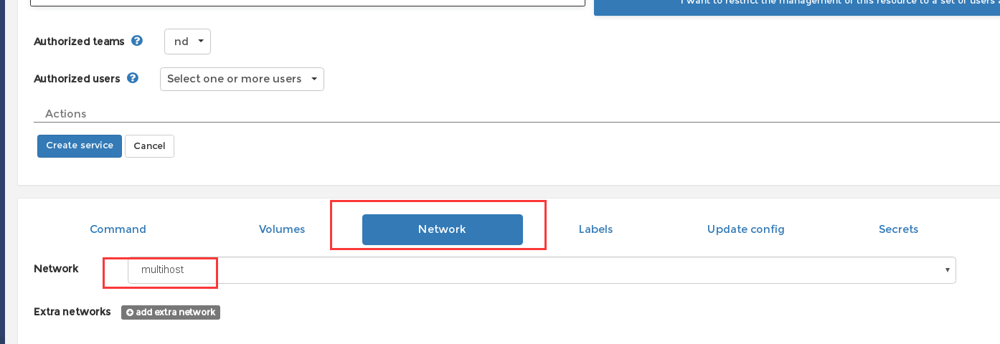 I want to restrict the management of this resource to a set of users a
Authorized teams
nd
Authorized users
Select one or more users
Actions
Create service
Cancel
Command
Volumes
Network
Labels
Update config
Secrets
Network
multihost
Extra networks
add extra network